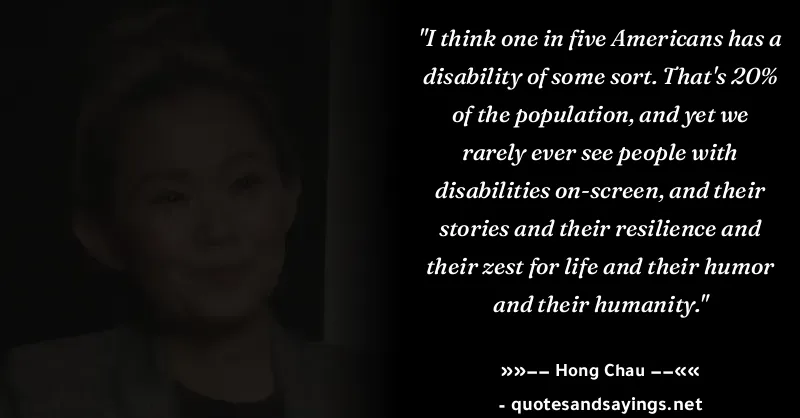 "I think one in five Americans has a
disability of some sort. That's 20%
of the population, and yet we
rarely ever see people with
disabilities on-screen, and their
stories and their resilience and
their zest for life and their humor
and their humanity."
»»−− Hong Chau −−««
- quotesandsayings.net